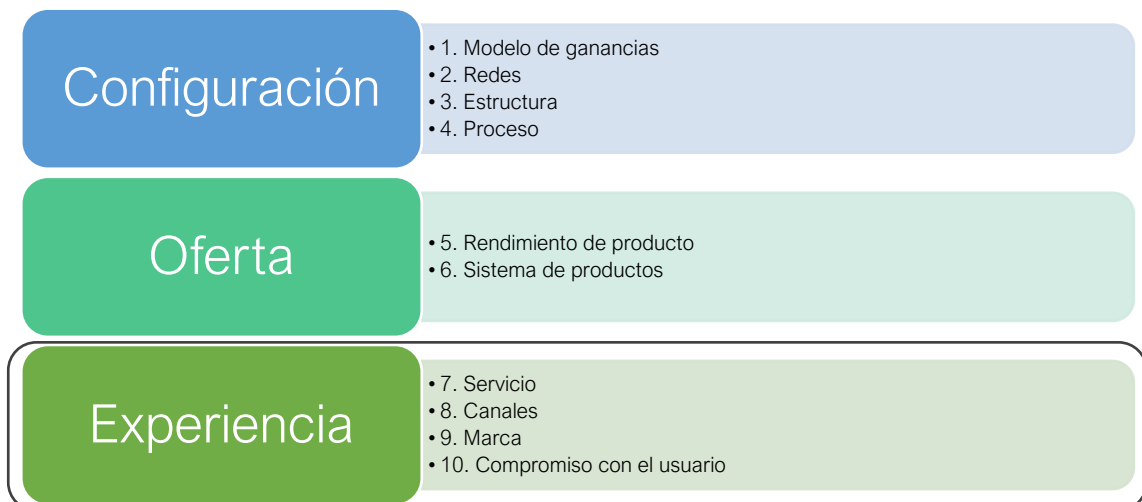 Configuración
• 1. Modelo de ganancias
• 2. Redes
• 3. Estructura
• 4. Proceso
Oferta
• 5. Rendimiento de producto
• 6. Sistema de productos
Experiencia
• 7. Servicio
• 8. Canales
• 9. Marca
• 10. Compromiso con el usuario